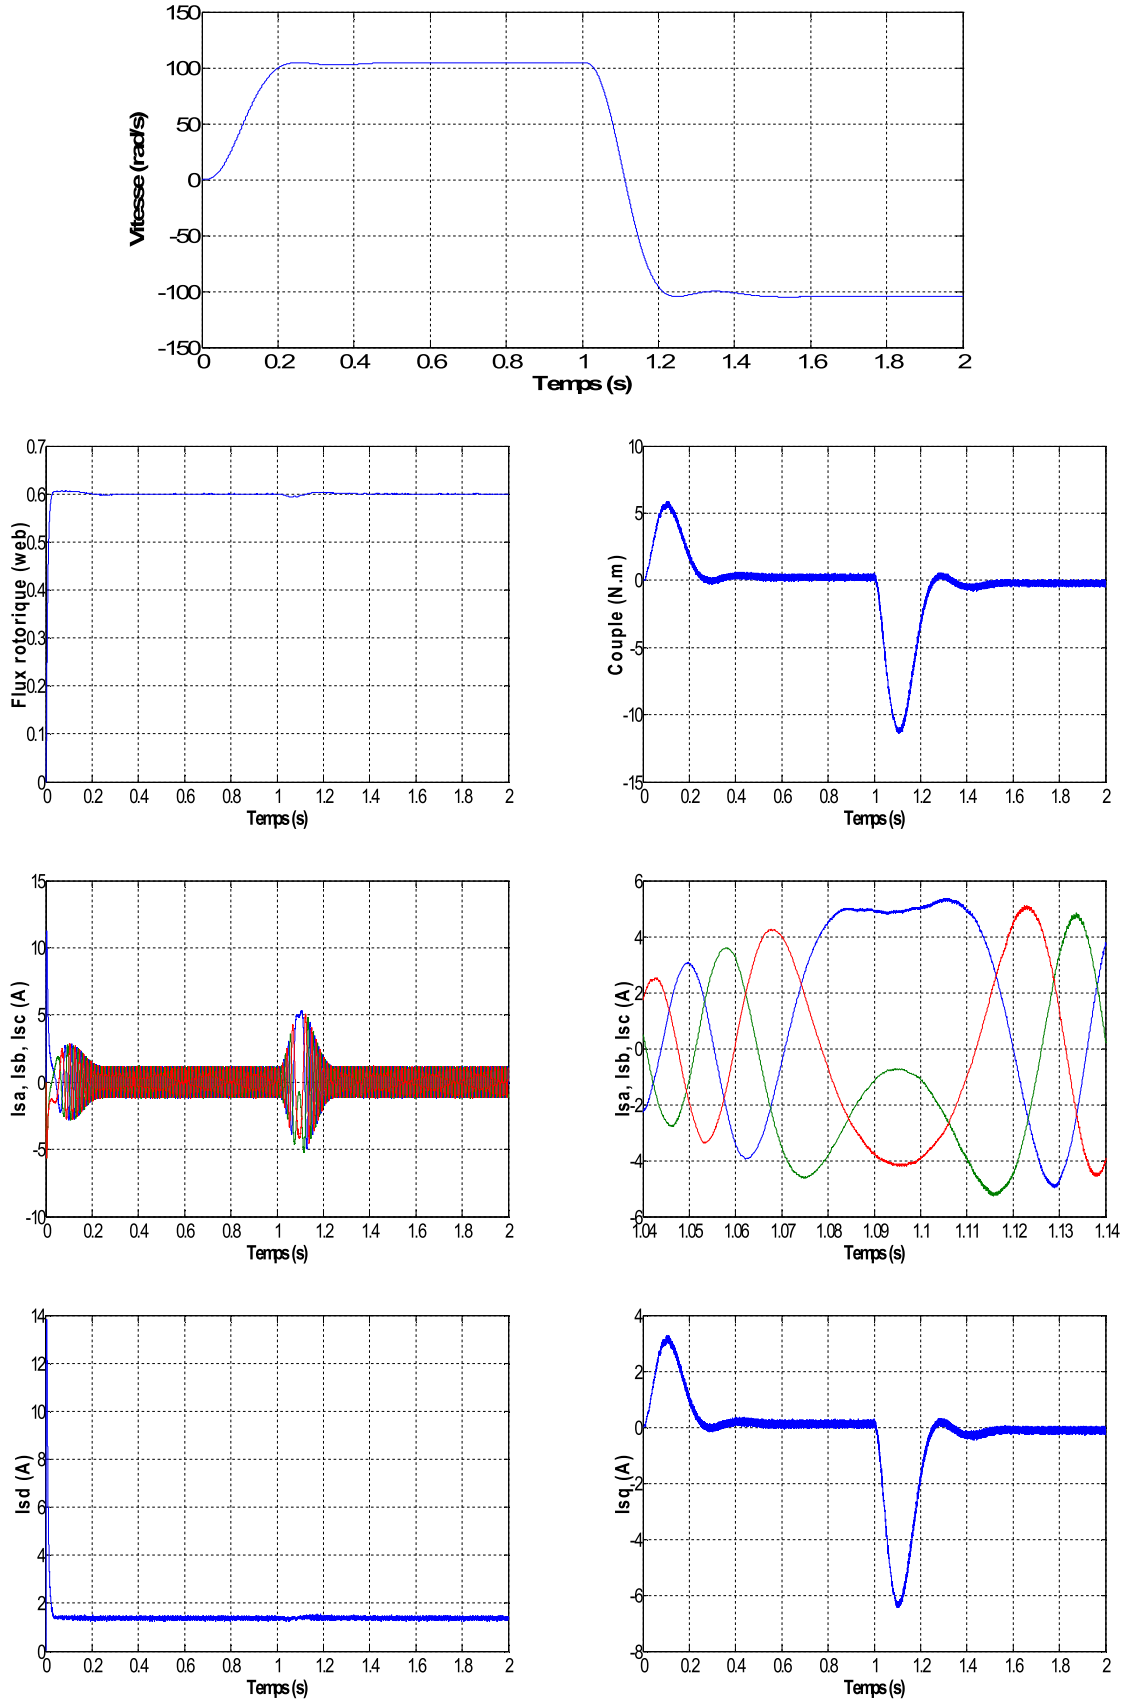 150
100
50
0
-50
-100
-150
Vitesse (rad/s)
0 0.2 0.4 0.6 0.8 1 1.2 1.4 1.6 1.8 2
Temps (s)
0.7
0.6
0.5
0.4
0.3
0.2
0.1
0
Flux rotorique (web)
0 0.2 0.4 0.6 0.8 1 1.2 1.4 1.6 1.8 2
Temps (s)
10
5
0
-5
-10
-15
Couple (N.m)
0 0.2 0.4 0.6 0.8 1 1.2 1.4 1.6 1.8 2
Temps (s)
15
10
5
0
-5
-10
Isa, Isb, Isc (A)
0 0.2 0.4 0.6 0.8 1 1.2 1.4 1.6 1.8 2
Temps (s)
6
4
2
0
-2
-4
-6
Isa, Isb, Isc (A)
1.04 1.05 1.06 1.07 1.08 1.09 1.1 1.11 1.12 1.13 1.14
Temps (s)
14
12
10
8
6
4
2
0
Isd (A)
0 0.2 0.4 0.6 0.8 1 1.2 1.4 1.6 1.8 2
Temps (s)
4
2
0
-2
-4
-6
-8
Isq (A)
0 0.2 0.4 0.6 0.8 1 1.2 1.4 1.6 1.8 2
Temps (s)